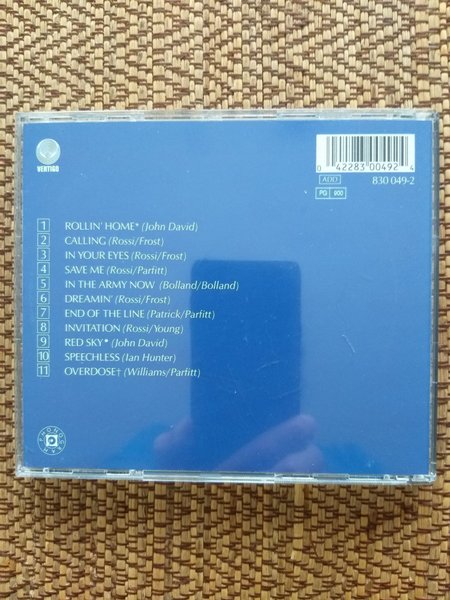 VERTIGO
0 42283 00492 4
ADD 830 049-2
PG 900
1 ROLLIN' HOME* (John David)
2 CALLING (Rossi/Frost)
3 IN YOUR EYES (Rossi/Frost)
4 SAVE ME (Rossi/Parfitt)
5 IN THE ARMY NOW (Bolland/Bolland)
6 DREAMIN' (Rossi/Frost)
7 END OF THE LINE (Patrick/Parfitt)
8 INVITATION (Rossi/Young)
9 RED SKY* (John David)
10 SPEECHLESS (Ian Hunter)
11 OVERDOSE† (Williams/Parfitt)
PHONOGRAM